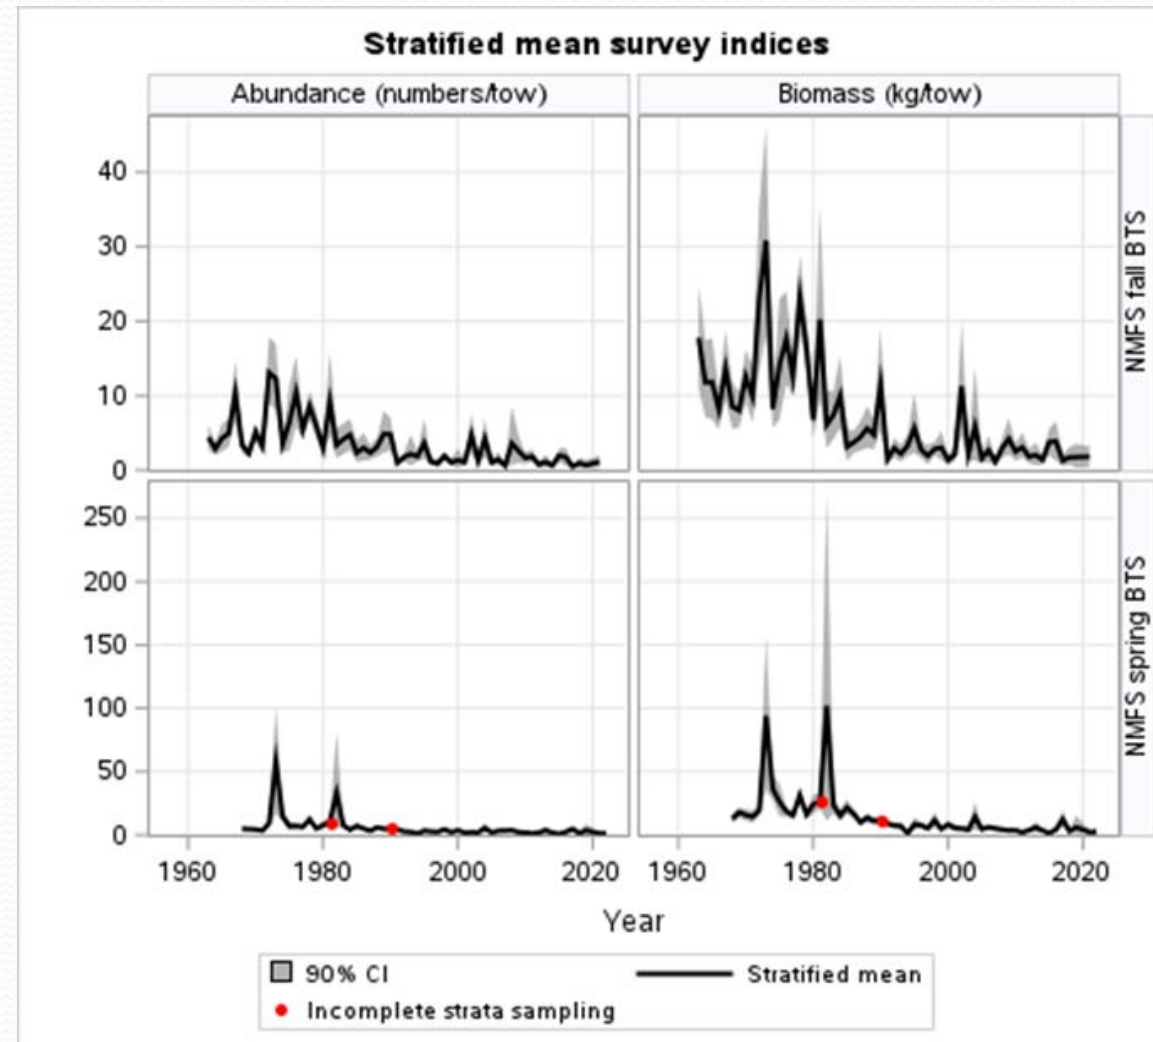 Stratified mean survey indices
Abundance (numbers/tow)
Biomass (kg/tow)
40
30
20
10
0
NMFS fall BTS
250
200
150
100
50
0
NMFS spring BTS
1960
1980
2000
2020
1960
1980
2000
2020
Year
90% CI
Stratified mean
Incomplete strata sampling